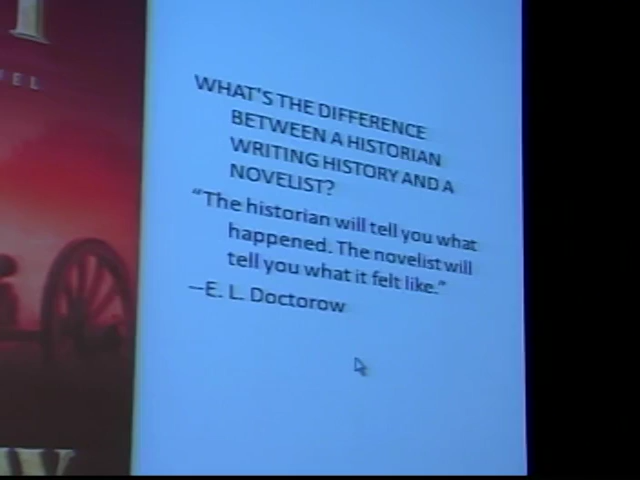 VEL
WHAT'S THE DIFFERENCE
BETWEEN A HISTORIAN
WRITING HISTORY AND A
NOVELIST?
“The historian will tell you what
happened. The novelist will
tell you what it felt like.”
—E. L. Doctorow
W